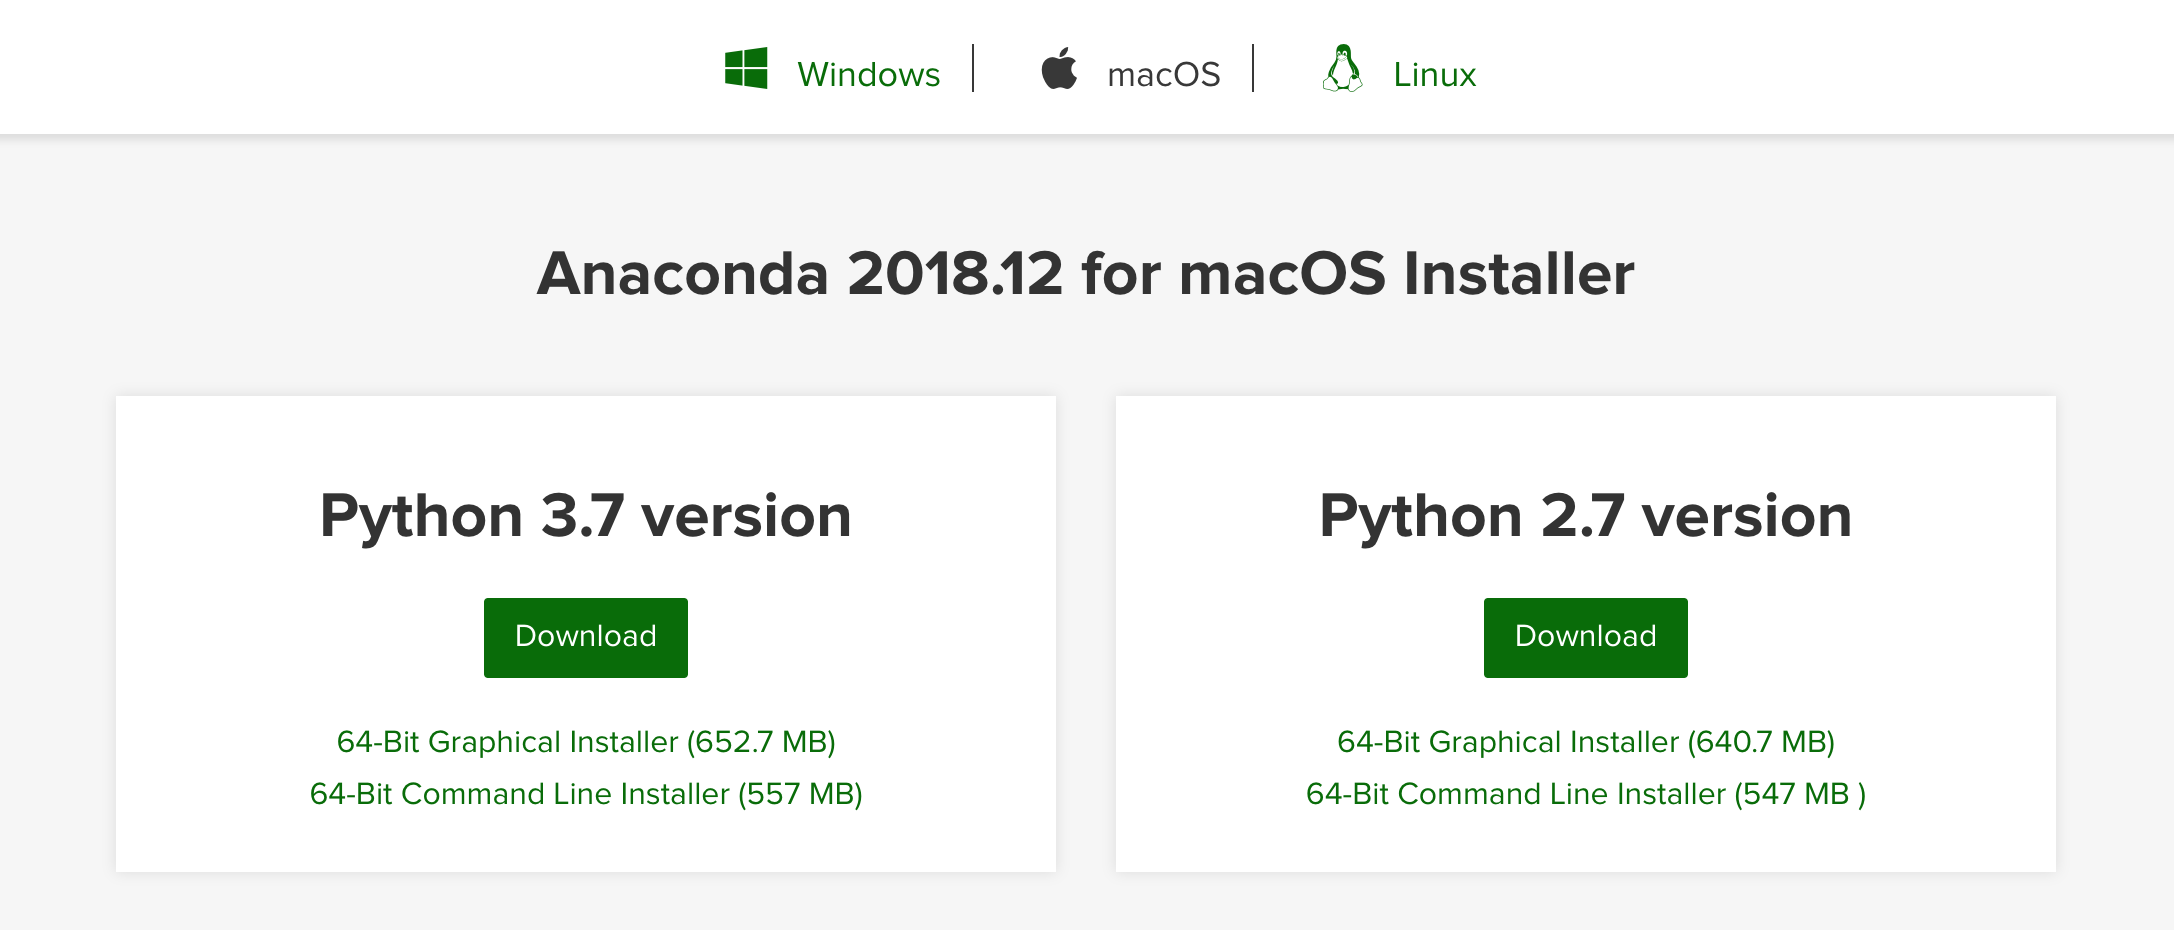 Windows
macOS
Linux
Anaconda 2018.12 for macOS Installer
Python 3.7 version
Download
64-Bit Graphical Installer (652.7 MB)
64-Bit Command Line Installer (557 MB)
Python 2.7 version
Download
64-Bit Graphical Installer (640.7 MB)
64-Bit Command Line Installer (547 MB )